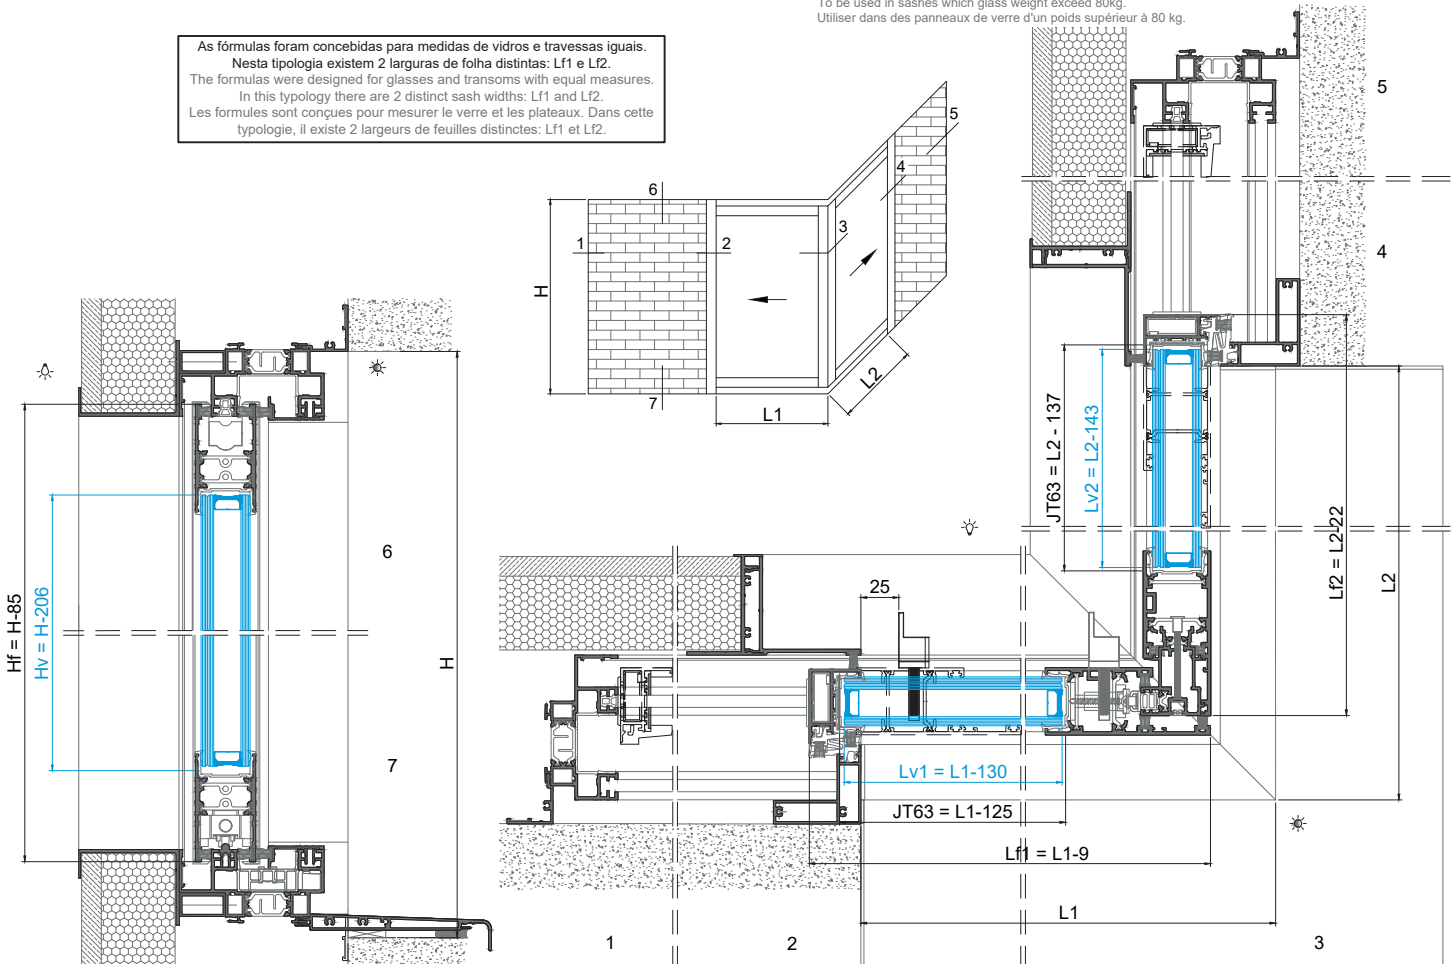 To be used in sashes which glass weight exceed 80kg.
Utiliser dans des panneaux de verre d'un poids supérieur à 80 kg.
As fórmulas foram concebidas para medidas de vidros e travessas iguais.
Nesta tipologia existem 2 larguras de folha distintas: Lf1 e Lf2.
The formulas were designed for glasses and transoms with equal measures.
In this typology there are 2 distinct sash widths: Lf1 and Lf2.
Les formules sont conçues pour mesurer le verre et les plateaux. Dans cette
typologie, il existe 2 largeurs de feuilles distinctes: Lf1 et Lf2.
5
4
5
4
6
1
2
3
7
H
L1
L2
Hf = H-85
Hv = H-206
H
6
7
JT63 = L2 - 137
Lv2 = L2-143
Lf2 = L2-22
L2
25
Lv1 = L1-130
JT63 = L1-125
Lf1 = L1-9
L1
1
2
3